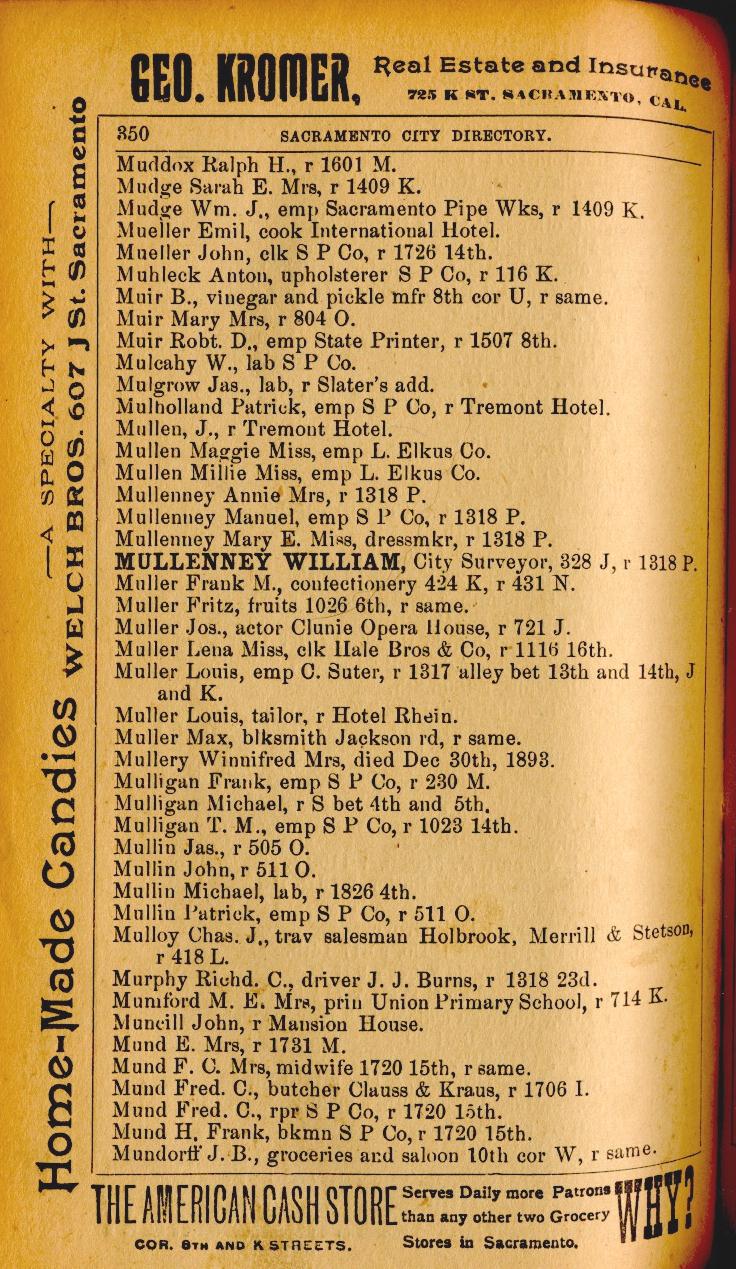 GEO. KROMER, Real Estate and Insurance
725 K ST. SACRAMENTO, CAL.
350 SACRAMENTO CITY DIRECTORY.
Muddox Ralph H., r 1601 M.
Mudge Sarah E. Mrs, r 1409 K.
Mudge Wm. J., emp Sacramento Pipe Wks, r 1409 K.
Mueller Emil, cook International Hotel.
Mueller John, clk S P Co, r 1726 14th.
Muhleck Anton, upholsterer S P Co, r 116 K.
Muir B., vinegar and pickle mfr 8th cor U, r same.
Muir Mary Mrs, r 804 O.
Muir Robt. D., emp State Printer, r 1507 8th.
Mulcahy W., lab S P Co.
Mulgrow Jas., lab, r Slater's add.
Mulholland Patrick, emp S P Co, r Tremont Hotel.
Mullen, J., r Tremont Hotel.
Mullen Maggie Miss, emp L. Elkus Co.
Mullen Millie Miss, emp L. Elkus Co.
Mullenney Annie Mrs, r 1318 P.
Mullenney Manuel, emp S P Co, r 1318 P.
Mullenney Mary E. Miss, dressmkr, r 1318 P.
MULLENNEY WILLIAM, City Surveyor, 328 J, r 1318 P.
Muller Frank M., confectionery 424 K, r 431 N.
Muller Fritz, fruits 1026 6th, r same.
Muller Jos., actor Clunie Opera House, r 721 J.
Muller Lena Miss, clk Hale Bros & Co, r 1116 16th.
Muller Louis, emp C. Suter, r 1317 alley bet 13th and 14th, J
and K.
Muller Louis, tailor, r Hotel Rhein.
Muller Max, blksmith Jackson rd, r same.
Mullery Winnifred Mrs, died Dec 30th, 1893.
Mulligan Frank, emp S P Co, r 230 M.
Mulligan Michael, r S bet 4th and 5th.
Mulligan T. M., emp S P Co, r 1023 14th.
Mullin Jas., r 505 O.
Mullin John, r 511 O.
Mullin Michael, lab, r 1826 4th.
Mullin Patrick, emp S P Co, r 511 O.
Mulloy Chas. J., trav salesman Holbrook, Merrill & Stetson,
r 418 L.
Murphy Richd. C., driver J. J. Burns, r 1318 23d.
Mumford M. E. Mrs, prin Union Primary School, r 714 K.
Muncill John, r Mansion House.
Mund E. Mrs, r 1731 M.
Mund F. C. Mrs, midwife 1720 15th, r same.
Mund Fred. C., butcher Clauss & Kraus, r 1706 I.
Mund Fred. C., rpr S P Co, r 1720 15th.
Mund H. Frank, bkmn S P Co, r 1720 15th.
Mundorff J. B., groceries and saloon 10th cor W, r same.
Home-Made Candies —A SPECIALTY WITH—
WELCH BROS. 607 J St. Sacramento
THE AMERICAN CASH STORE
COR. 8TH AND K STREETS.
Serves Daily more Patrons
than any other two Grocery
Stores in Sacramento.
WHY?